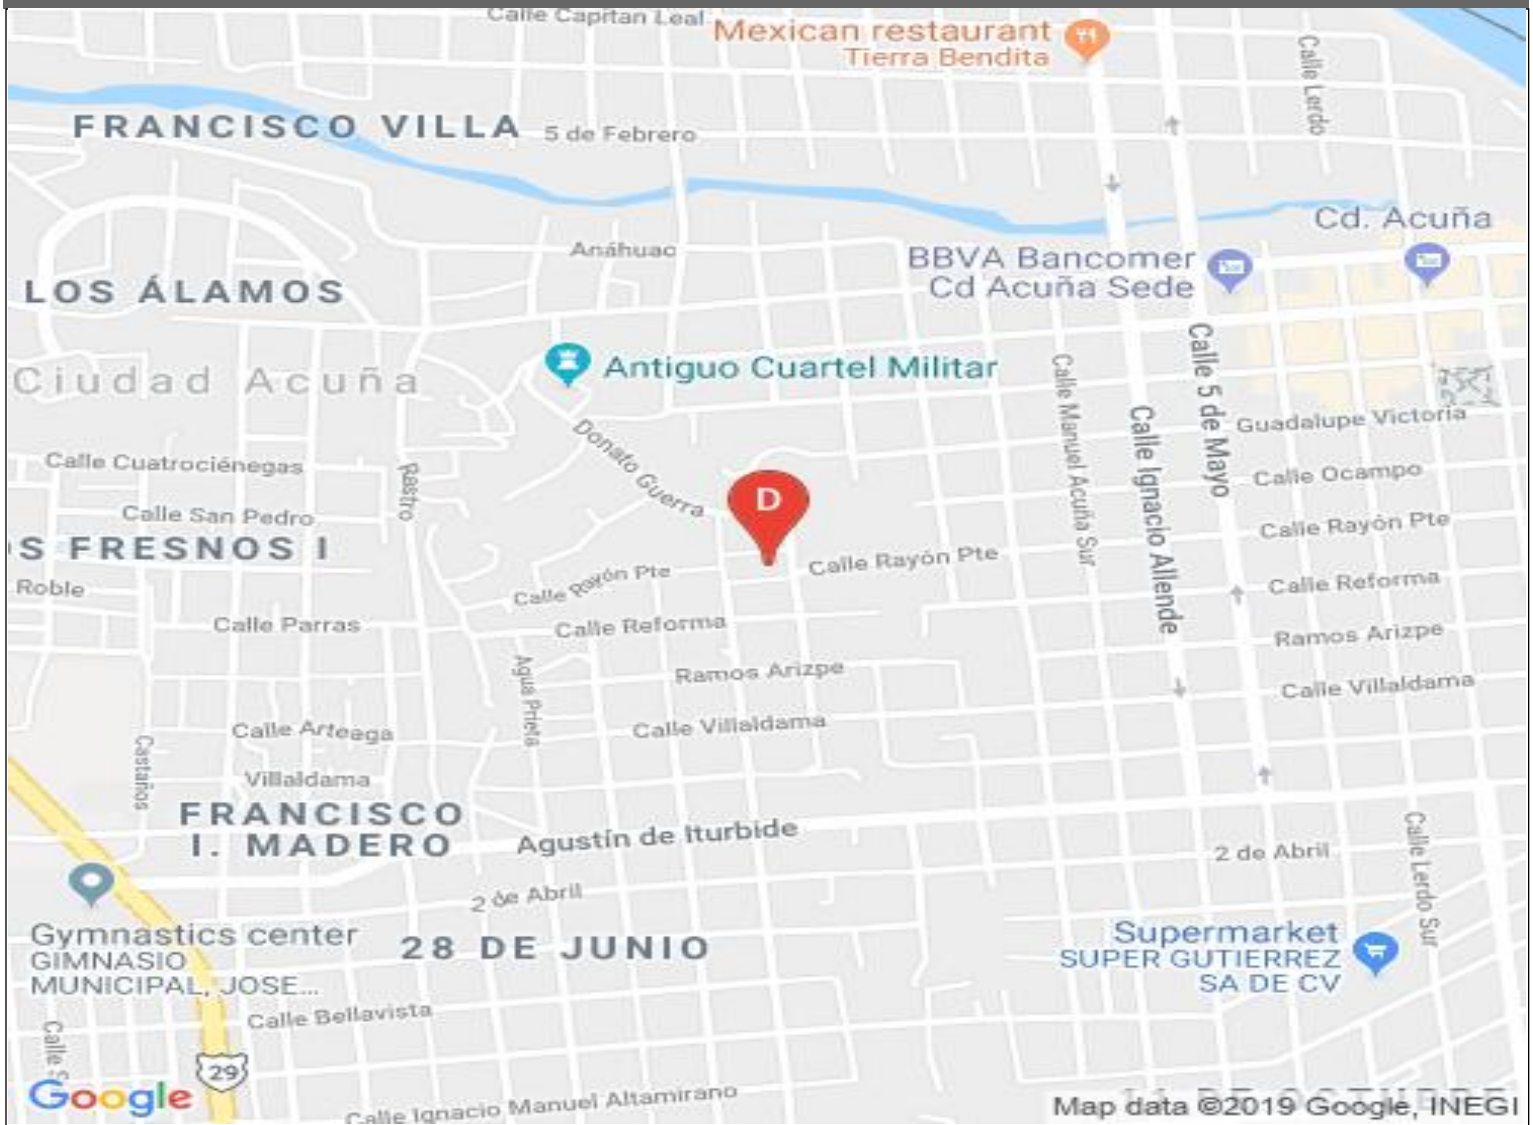 Calle Capitan Leal
Mexican restaurant
Tierra Bendita
Calle Lerdo
FRANCISCO VILLA
5 de Febrero
Cd. Acuña
Anáhuac
BBVA Bancomer
Cd Acuña Sede
LOS ÁLAMOS
Antiguo Cuartel Militar
Ciudad Acuña
Calle 5 de Mayo
Calle Manuel Acuña Sur
Calle Ignacio Allende
Guadalupe Victoria
Donato Guerra
Calle Cuatrociénegas
Rastro
Calle Ocampo
D
Calle San Pedro
Calle Rayón Pte
S FRESNOS I
Calle Rayón Pte
Calle Rayón Pte
Roble
Calle Reforma
Calle Parras
Calle Reforma
Ramos Arizpe
Agua Prieta
Ramos Arizpe
Calle Villaldama
Calle Arteaga
Calle Villaldama
Castaños
Villaldama
FRANCISCO
I. MADERO
Agustín de Iturbide
2 de Abril
Calle Lerdo Sur
2 de Abril
Gymnastics center
GIMNASIO
MUNICIPAL, JOSE...
28 DE JUNIO
Supermarket
SUPER GUTIERREZ
SA DE CV
Calle Bellavista
Calle S
29
Google
Calle Ignacio Manuel Altamirano
Map data ©2019 Google, INEGI